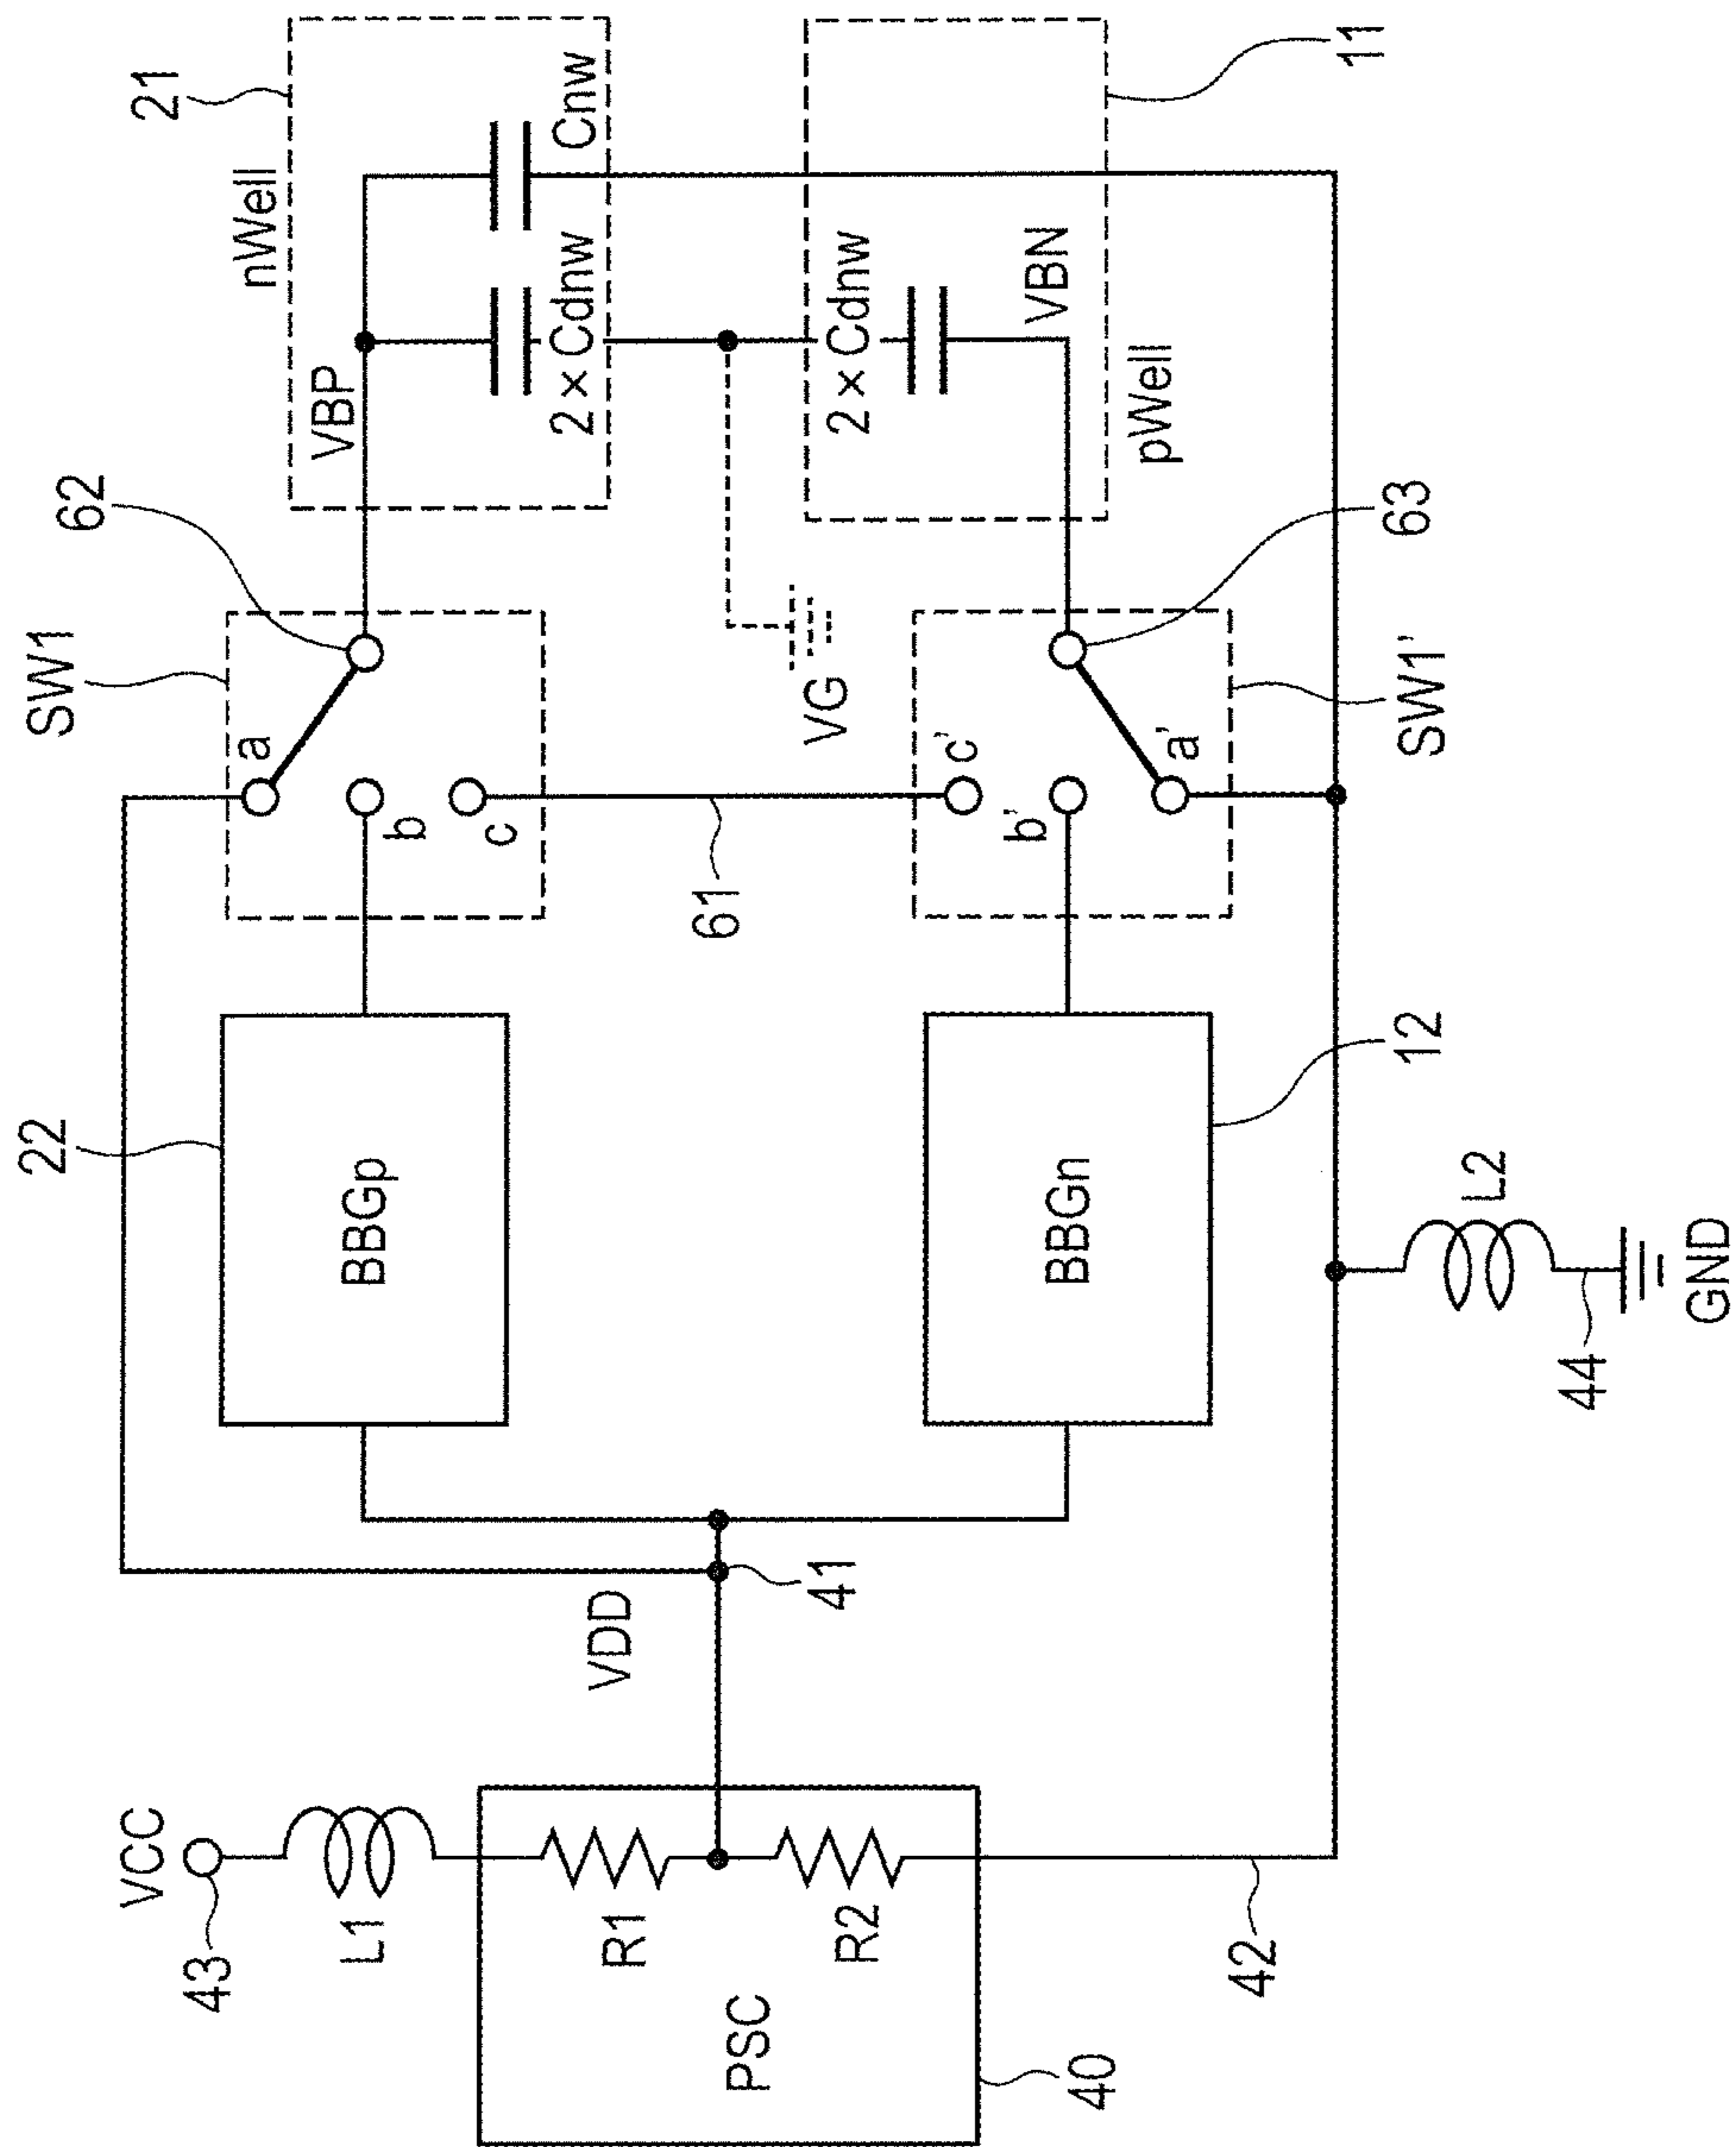 VCC
43
L1
R1
R2
PSC
40
42
VDD
41
22
BBGp
BBGn
12
L2
44
GND
SW1
62
a
b
c
61
c'
b'
a'
SW1'
63
VG
21
nWell
VBP
2×Cdnw
Cnw
2×Cdnw
VBN
pWell
11